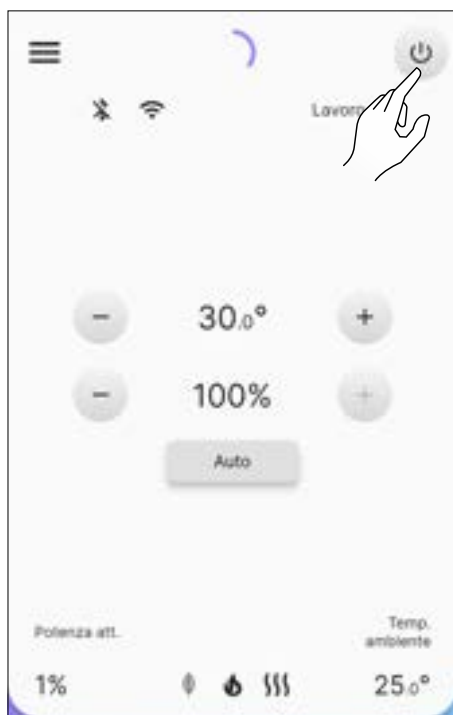 Lavoro
30.0°
100%
Auto
Potenza att.
Temp.
ambiente
1%
25.0°